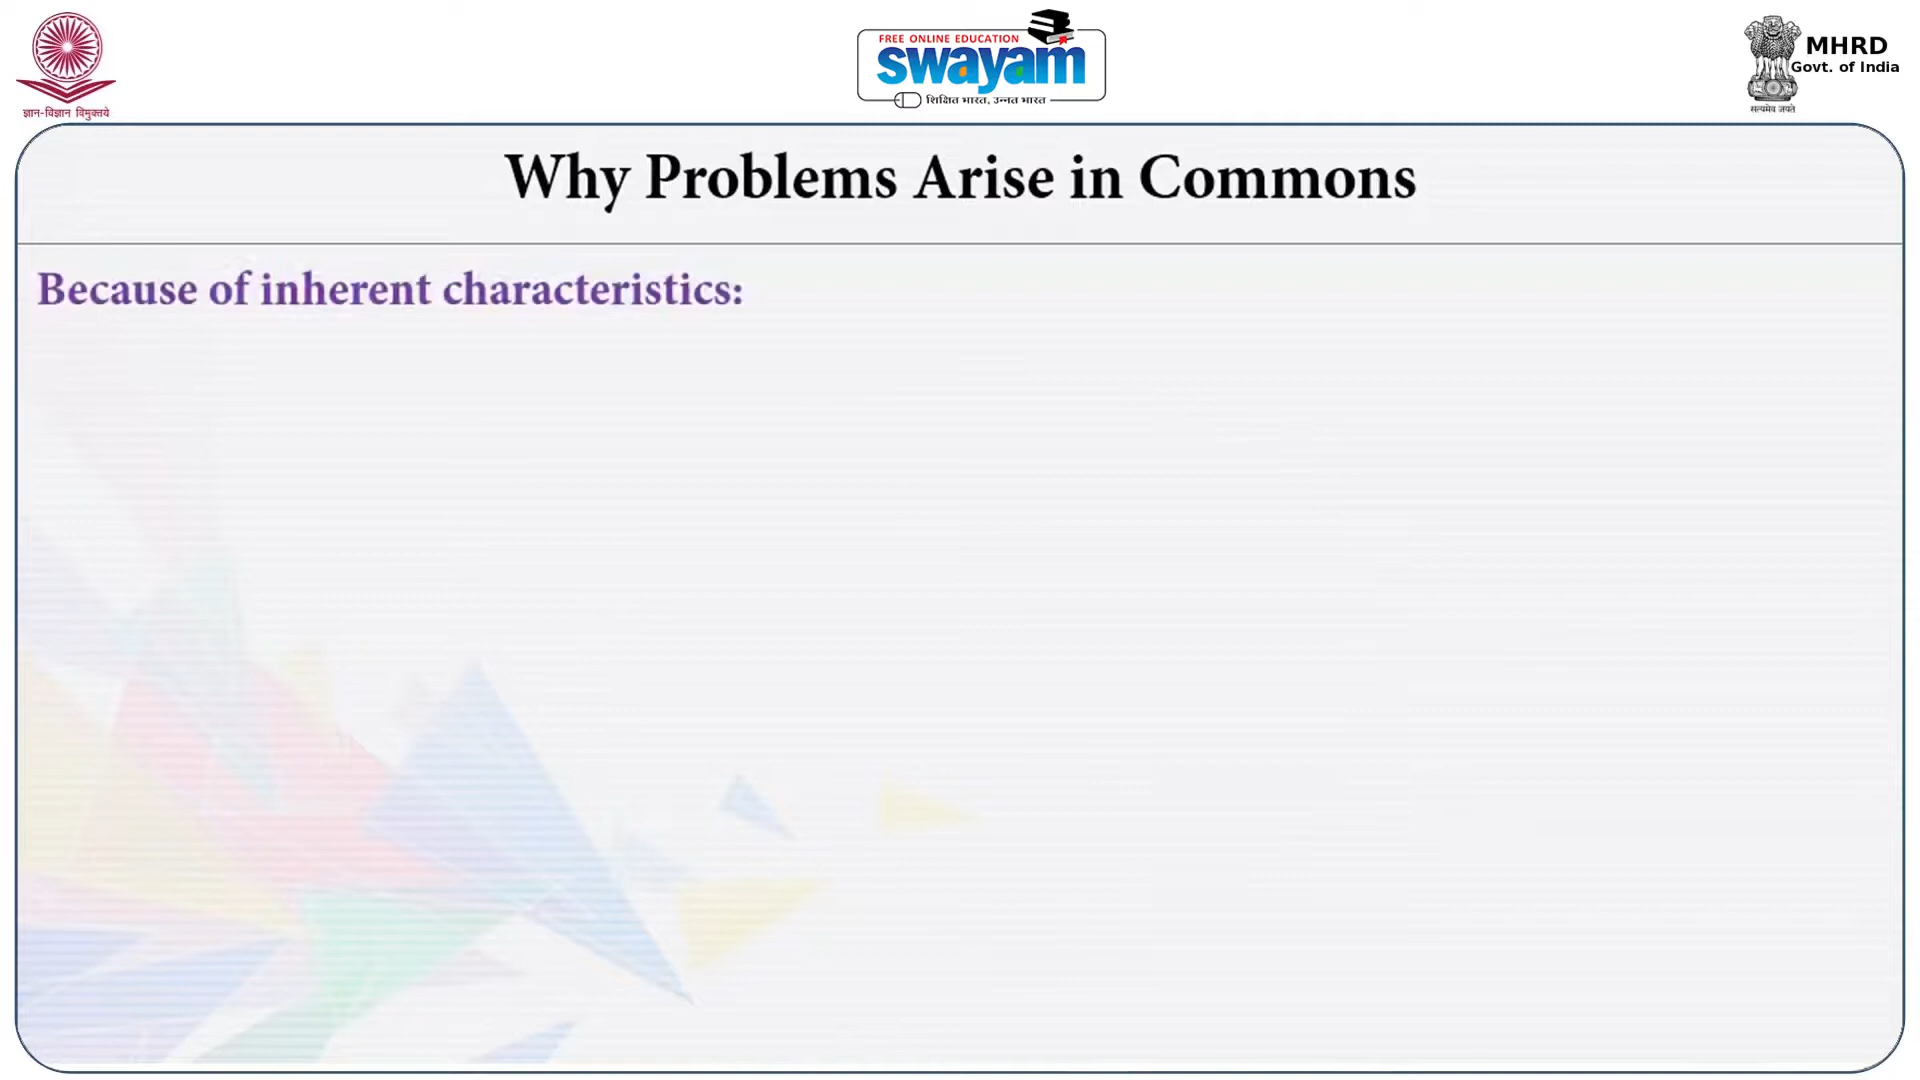 ज्ञान-विज्ञान विमुक्तये
FREE ONLINE EDUCATION
swayam
शिक्षित भारत, उन्नत भारत
MHRD
Govt. of India
सत्यमेव जयते
Why Problems Arise in Commons
Because of inherent characteristics: